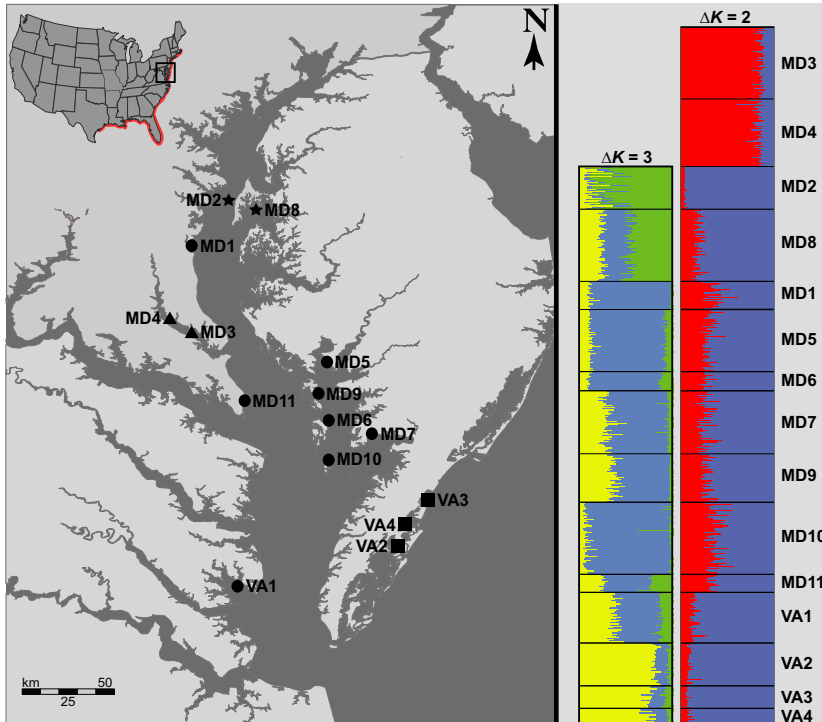 N
MD2
MD8
MD1
MD4
MD3
MD5
MD9
MD11
MD6
MD7
MD10
VA3
VA4
VA2
VA1
km
25
50
ΔK = 2
ΔK = 3
MD3
MD4
MD2
MD8
MD1
MD5
MD6
MD7
MD9
MD10
MD11
VA1
VA2
VA3
VA4